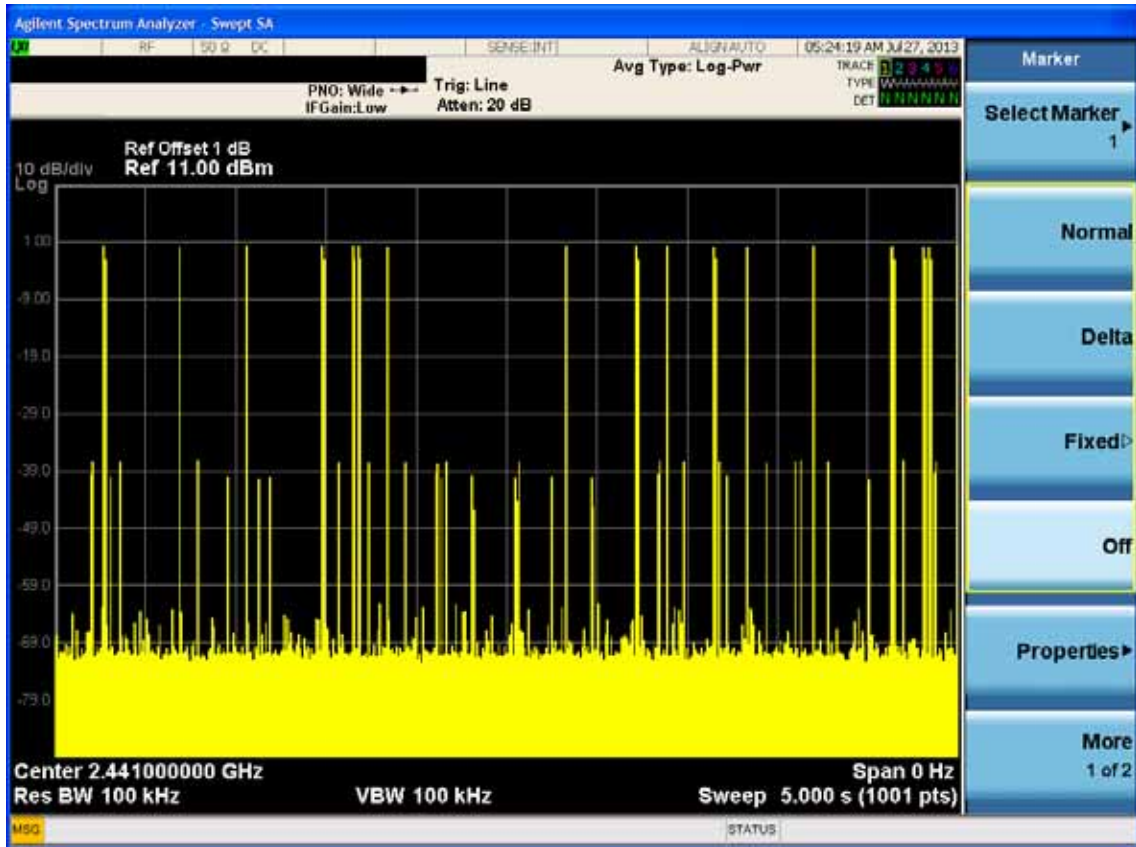 Agilent Spectrum Analyzer - Swept SA
RF 50 Ω DC SENSE:INT ALIGN AUTO 05:24:19 AM Jul 27, 2013
Marker
Avg Type: Log-Pwr
TRACE 1 2 3 4 5 6
PNO: Wide Trig: Line
TYPE
IFGain:Low Atten: 20 dB
DET N N N N N N
Select Marker
1
Ref Offset 1 dB
10 dB/div Ref 11.00 dBm
Log
1.00
-9.00
-19.0
-29.0
-39.0
-49.0
-59.0
-69.0
-79.0
Normal
Delta
Fixed
Off
Properties
More
1 of 2
Center 2.441000000 GHz Span 0 Hz
Res BW 100 kHz VBW 100 kHz Sweep 5.000 s (1001 pts)
MSG STATUS